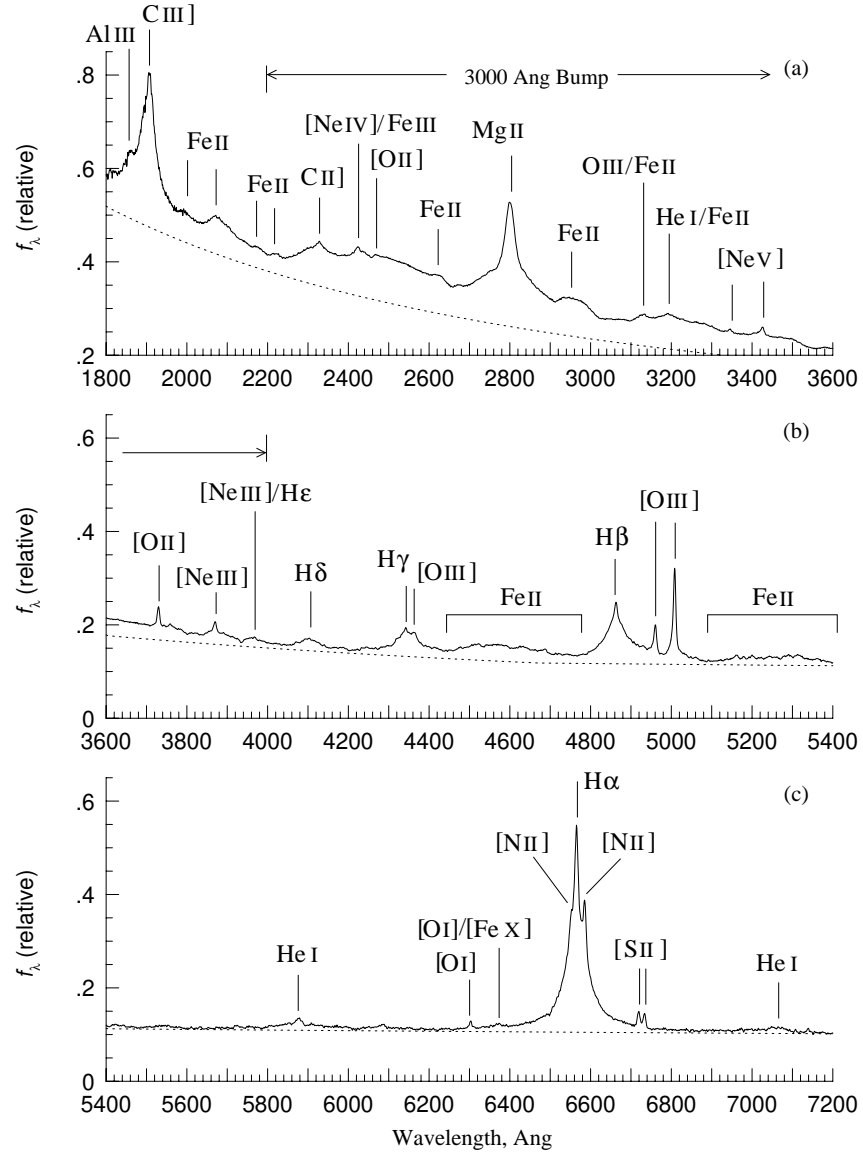 C III]
Al III
(a)
3000 Ang Bump
.8
[Ne IV]/Fe III
Mg II
Fe II
[O II]
O III/Fe II
Fe II
C II]
Fe II
He I/Fe II
Fe II
[Ne V]
.6
.4
.2
fλ (relative)
1800 2000 2200 2400 2600 2800 3000 3200 3400 3600
(b)
.6
[Ne III]/Hε
[O III]
[O II]
Hβ
[Ne III]
Hδ
Hγ
[O III]
Fe II
Fe II
.4
.2
0
fλ (relative)
3600 3800 4000 4200 4400 4600 4800 5000 5200 5400
(c)
Hα
.6
[N II]
[N II]
[O I]/[Fe X]
[S II]
He I
[O I]
He I
.4
.2
0
fλ (relative)
5400 5600 5800 6000 6200 6400 6600 6800 7000 7200
Wavelength, Ang